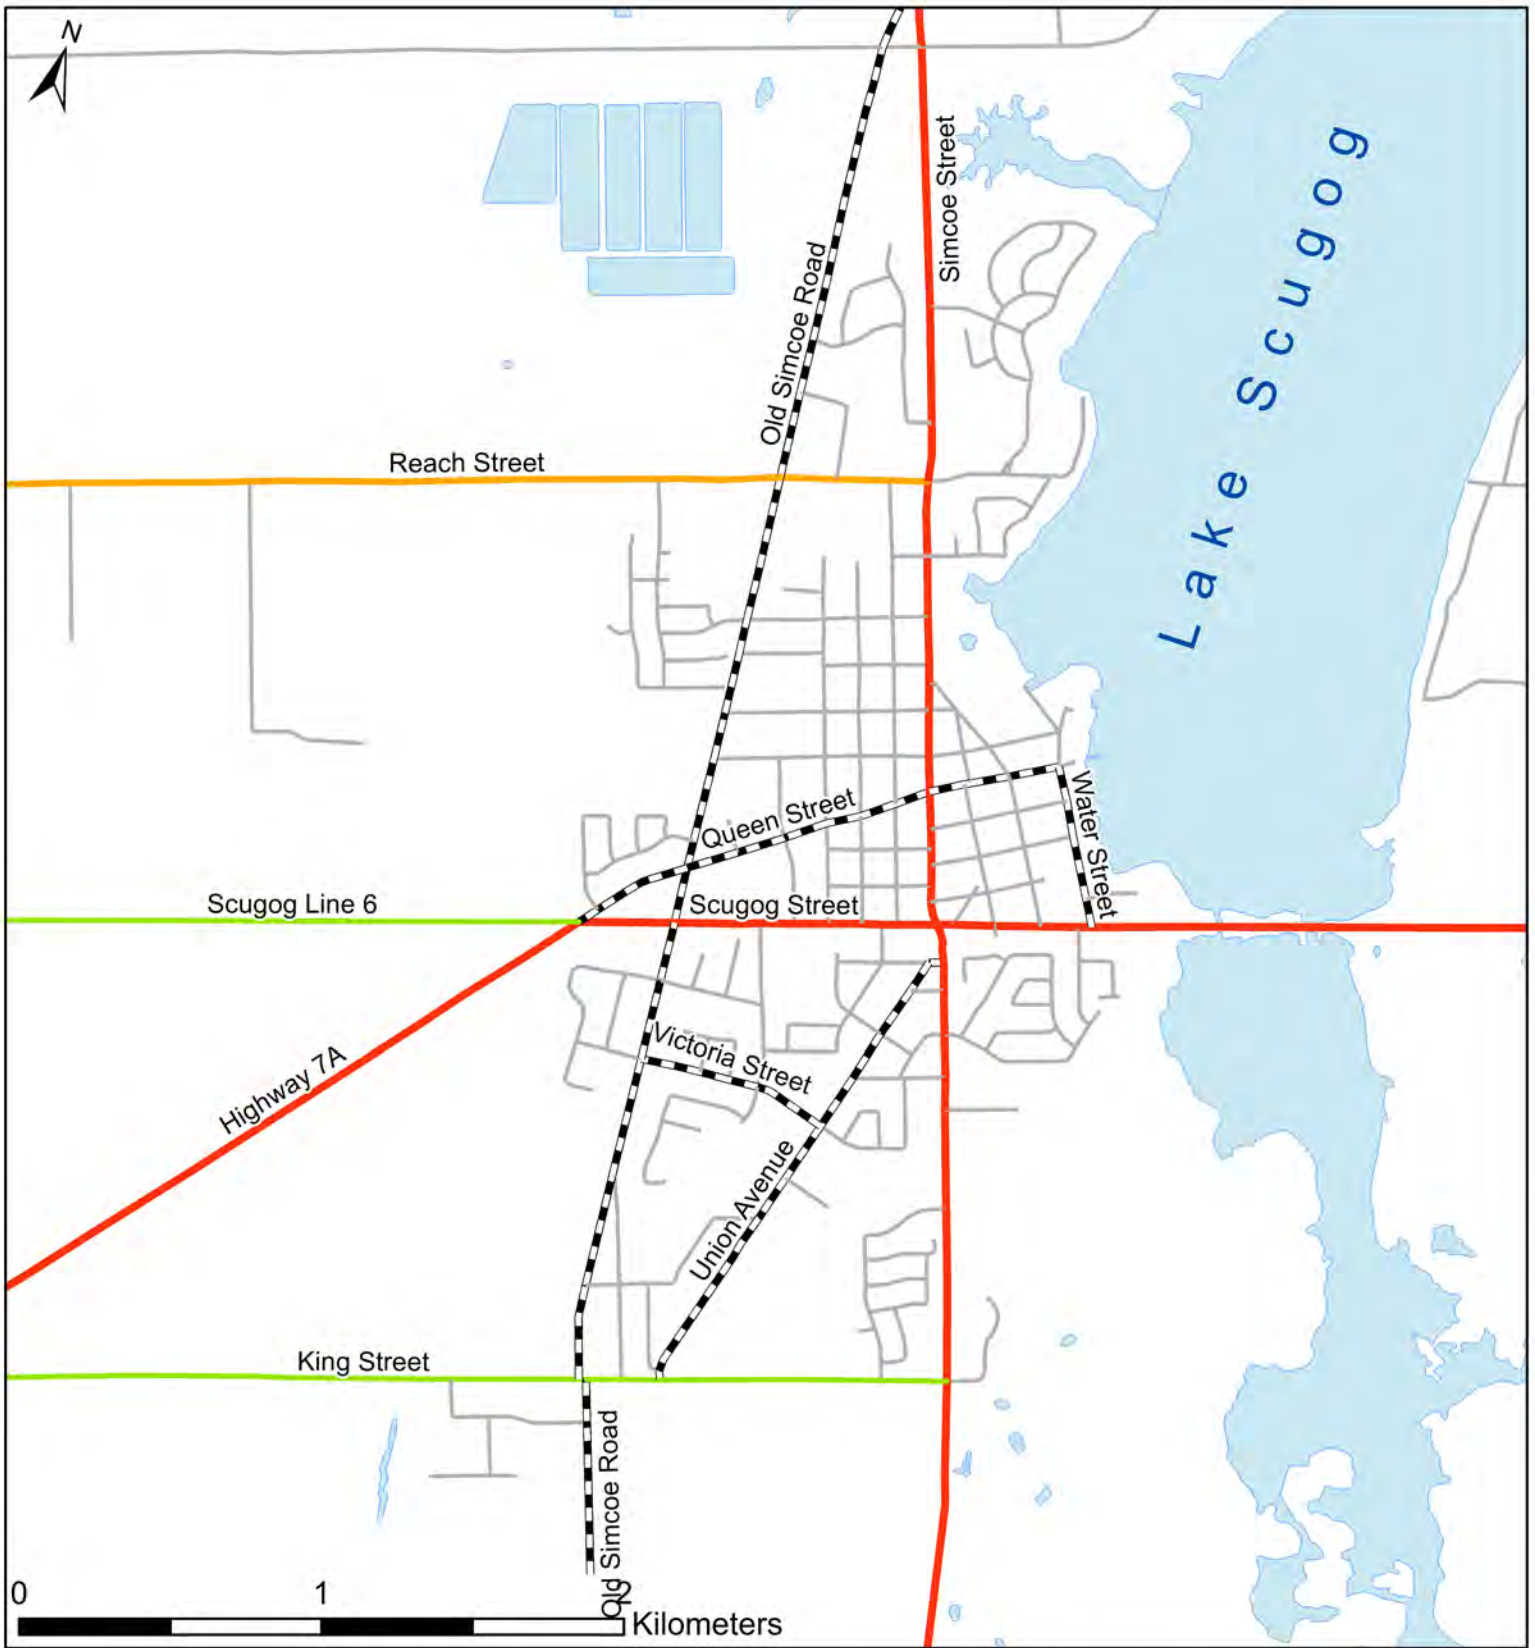 N
Simcoe Street
Lake Scugog
Old Simcoe Road
Reach Street
Queen Street
Water Street
Scugog Line 6
Scugog Street
Victoria Street
Highway 7A
Union Avenue
King Street
Old Simcoe Road
0 1 2
Kilometers